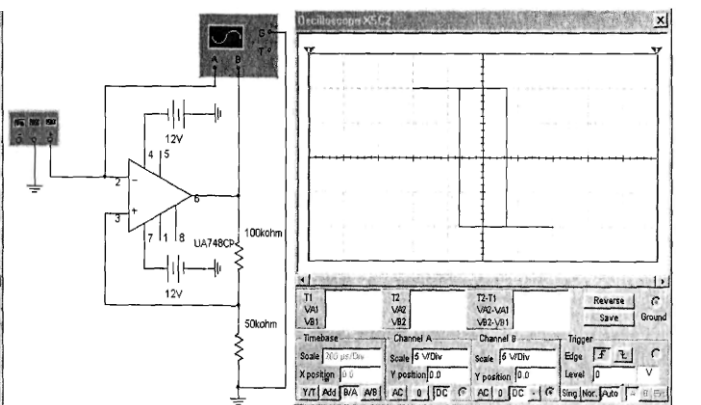 Oscilloscope XSC2
G
T
A B
12V
4 5
2
6
3
7 1 8
UA748CP
100kohm
12V
50kohm
T1
VA1
VB1
T2
VA2
VB2
T2-T1
VA2-VA1
VB2-VB1
Reverse
Save
Ground
Timebase
Scale 200 µs/Div
X position 0.0
Y/T Add B/A A/B
Channel A
Scale 5 V/Div
Y position 0.0
AC 0 DC
Channel B
Scale 5 V/Div
Y position 0.0
AC 0 DC -
Trigger
Edge
Level 0 V
Sing Nor. Auto